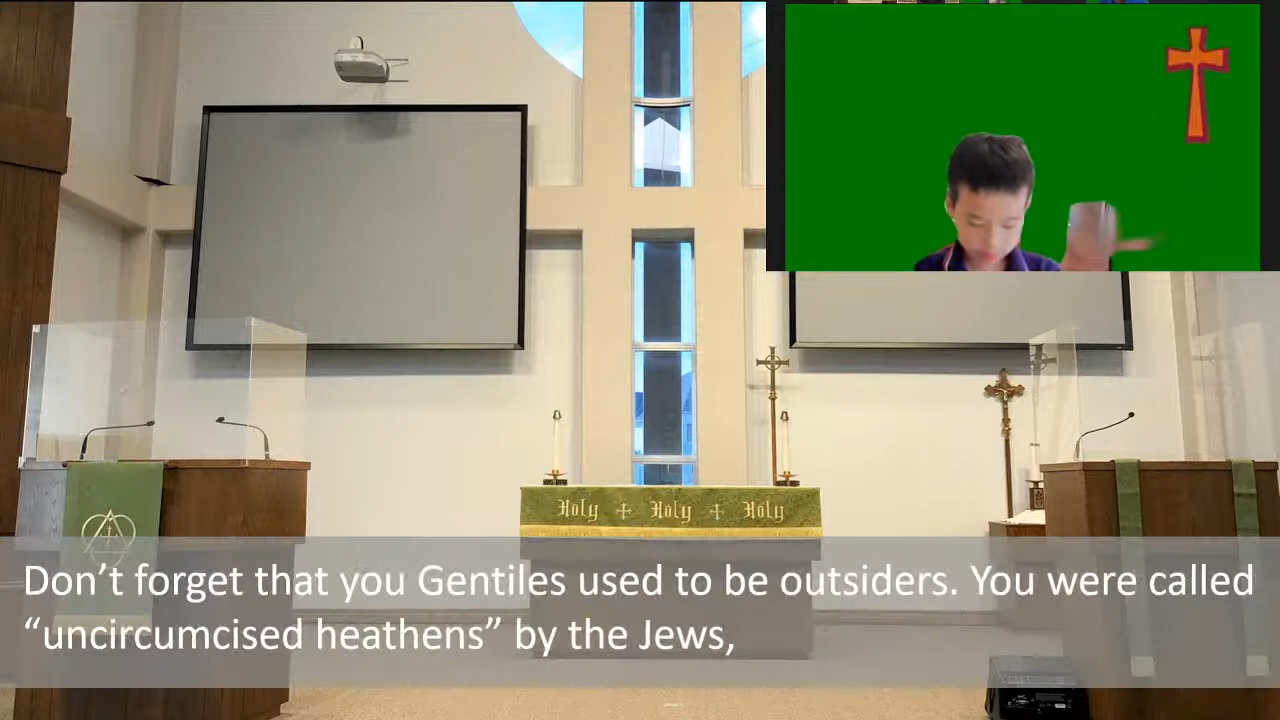 Holy + Holy + Holy
Don’t forget that you Gentiles used to be outsiders. You were called
“uncircumcised heathens” by the Jews,